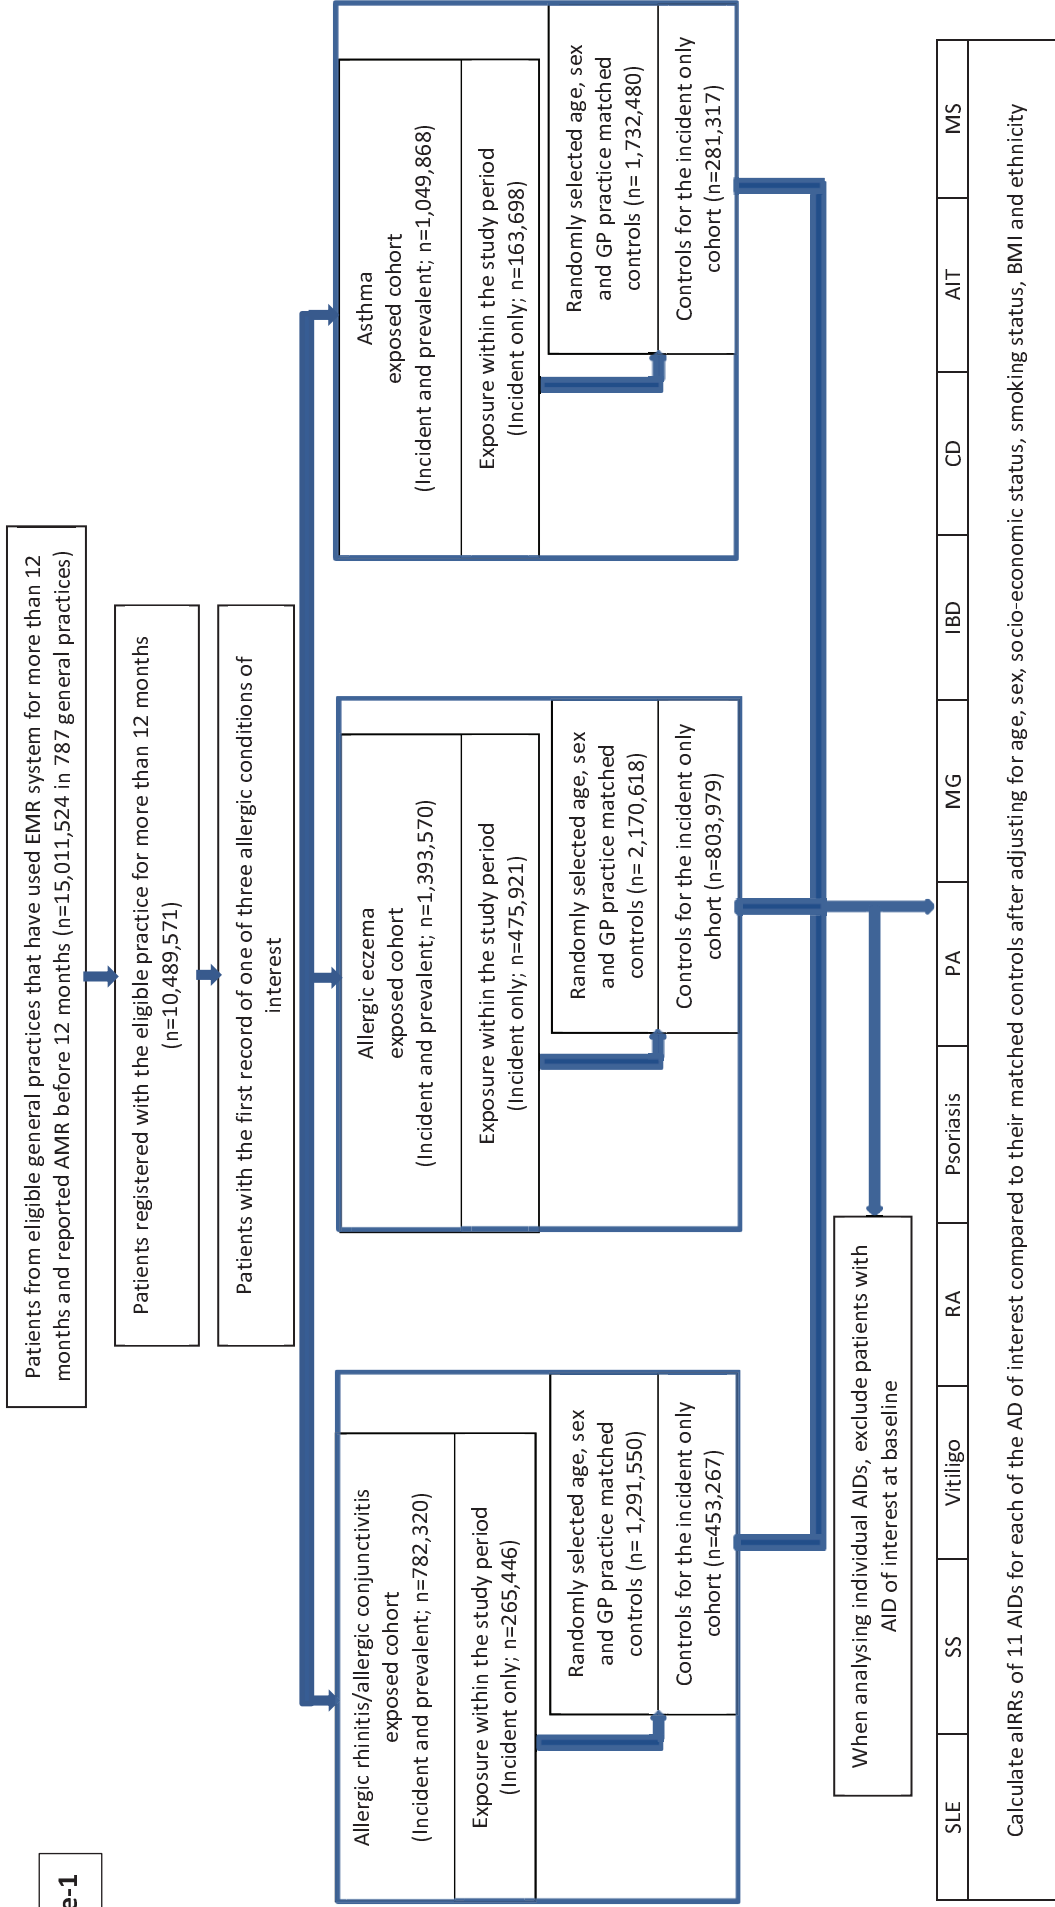 e-1
Patients from eligible general practices that have used EMR system for more than 12
months and reported AMR before 12 months (n=15,011,524 in 787 general practices)
Patients registered with the eligible practice for more than 12 months
(n=10,489,571)
Patients with the first record of one of three allergic conditions of
interest
Allergic rhinitis/allergic conjunctivitis
exposed cohort
(Incident and prevalent; n=782,320)
Exposure within the study period
(Incident only; n=265,446)
Randomly selected age, sex
and GP practice matched
controls (n= 1,291,550)
Controls for the incident only
cohort (n=453,267)
Allergic eczema
exposed cohort
(Incident and prevalent; n=1,393,570)
Exposure within the study period
(Incident only; n=475,921)
Randomly selected age, sex
and GP practice matched
controls (n= 2,170,618)
Controls for the incident only
cohort (n=803,979)
Asthma
exposed cohort
(Incident and prevalent; n=1,049,868)
Exposure within the study period
(Incident only; n=163,698)
Randomly selected age, sex
and GP practice matched
controls (n= 1,732,480)
Controls for the incident only
cohort (n=281,317)
When analysing individual AIDs, exclude patients with
AID of interest at baseline
SLE SS Vitiligo RA Psoriasis PA MG IBD CD AIT MS
Calculate aIRRs of 11 AIDs for each of the AD of interest compared to their matched controls after adjusting for age, sex, socio-economic status, smoking status, BMI and ethnicity